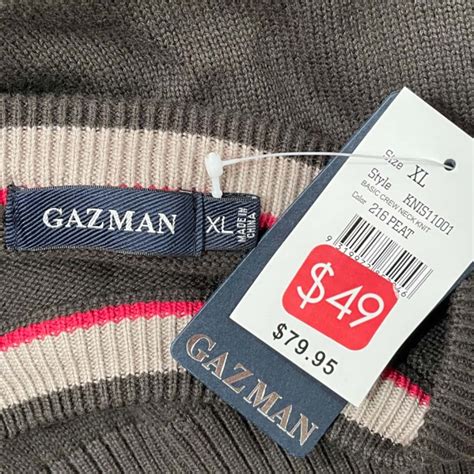 GAZMAN
XL
MADE IN
CHINA
Size XL
Style KNIS11001
BASIC CREW NECK KNIT
Color 216.PEAT
$49
$79.95
GAZMAN